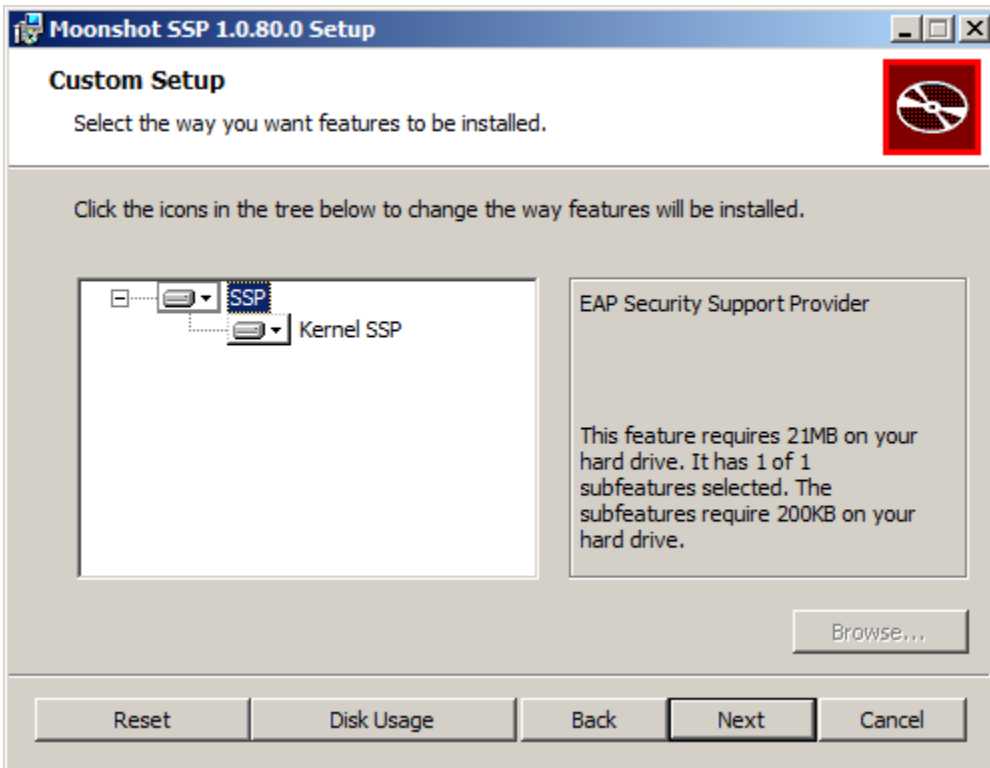 Moonshot SSP 1.0.80.0 Setup
Custom Setup
Select the way you want features to be installed.
Click the icons in the tree below to change the way features will be installed.
SSP
Kernel SSP
EAP Security Support Provider
This feature requires 21MB on your
hard drive. It has 1 of 1
subfeatures selected. The
subfeatures require 200KB on your
hard drive.
Browse...
Reset
Disk Usage
Back
Next
Cancel